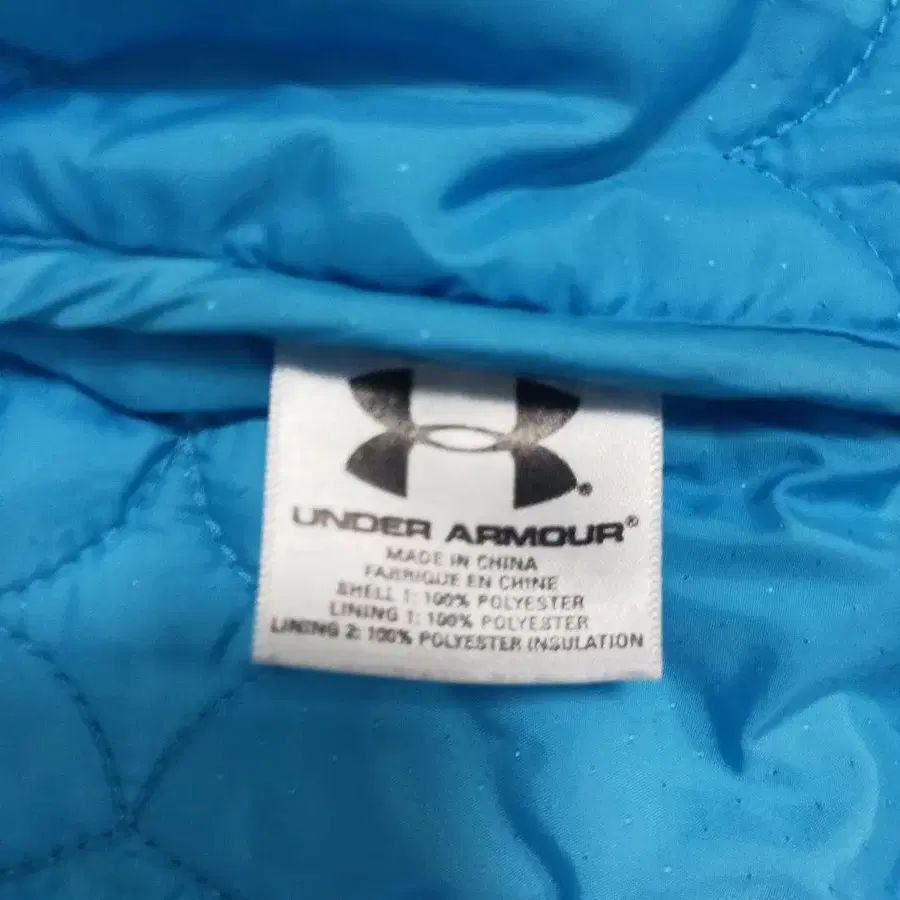 UNDER ARMOUR®
MADE IN CHINA
FABRIQUE EN CHINE
SHELL 1: 100% POLYESTER
LINING 1: 100% POLYESTER
LINING 2: 100% POLYESTER INSULATION